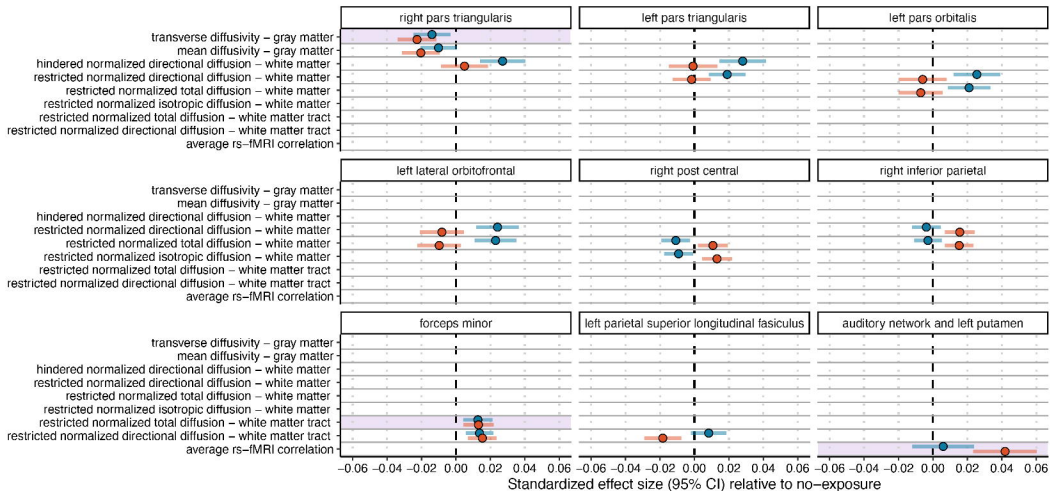 right pars triangularis
left pars triangularis
left pars orbitalis
transverse diffusivity – gray matter
mean diffusivity – gray matter
hindered normalized directional diffusion – white matter
restricted normalized directional diffusion – white matter
restricted normalized total diffusion – white matter
restricted normalized isotropic diffusion – white matter
restricted normalized total diffusion – white matter tract
restricted normalized directional diffusion – white matter tract
average rs–fMRI correlation
left lateral orbitofrontal
right post central
right inferior parietal
transverse diffusivity – gray matter
mean diffusivity – gray matter
hindered normalized directional diffusion – white matter
restricted normalized directional diffusion – white matter
restricted normalized total diffusion – white matter
restricted normalized isotropic diffusion – white matter
restricted normalized total diffusion – white matter tract
restricted normalized directional diffusion – white matter tract
average rs–fMRI correlation
forceps minor
left parietal superior longitudinal fasiculus
auditory network and left putamen
transverse diffusivity – gray matter
mean diffusivity – gray matter
hindered normalized directional diffusion – white matter
restricted normalized directional diffusion – white matter
restricted normalized total diffusion – white matter
restricted normalized isotropic diffusion – white matter
restricted normalized total diffusion – white matter tract
restricted normalized directional diffusion – white matter tract
average rs–fMRI correlation
−0.06 −0.04 −0.02 0.00 0.02 0.04 0.06
−0.06 −0.04 −0.02 0.00 0.02 0.04 0.06
−0.06 −0.04 −0.02 0.00 0.02 0.04 0.06
Standardized effect size (95% CI) relative to no−exposure